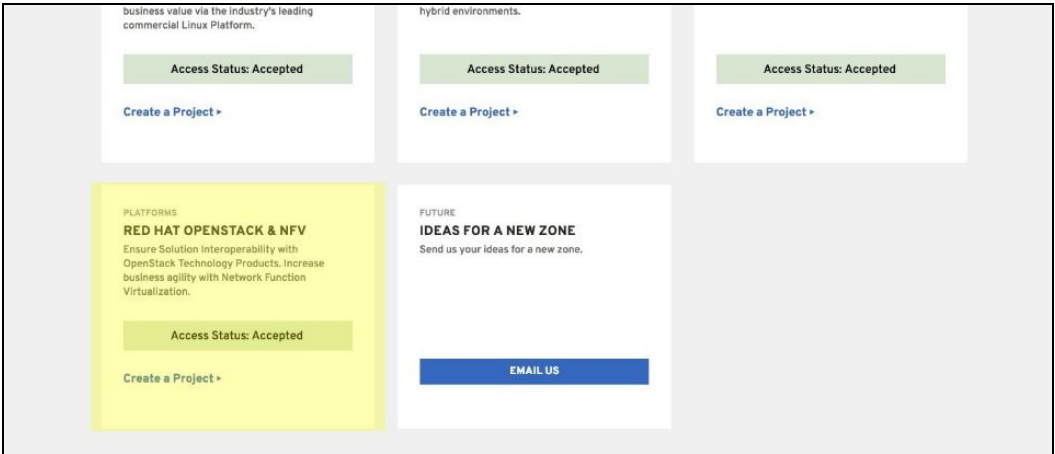 business value via the industry's leading
commercial Linux Platform.
hybrid environments.
Access Status: Accepted
Access Status: Accepted
Access Status: Accepted
Create a Project ▸
Create a Project ▸
Create a Project ▸
PLATFORMS
RED HAT OPENSTACK & NFV
Ensure Solution Interoperability with
OpenStack Technology Products. Increase
business agility with Network Function
Virtualization.
Access Status: Accepted
Create a Project ▸
FUTURE
IDEAS FOR A NEW ZONE
Send us your ideas for a new zone.
EMAIL US